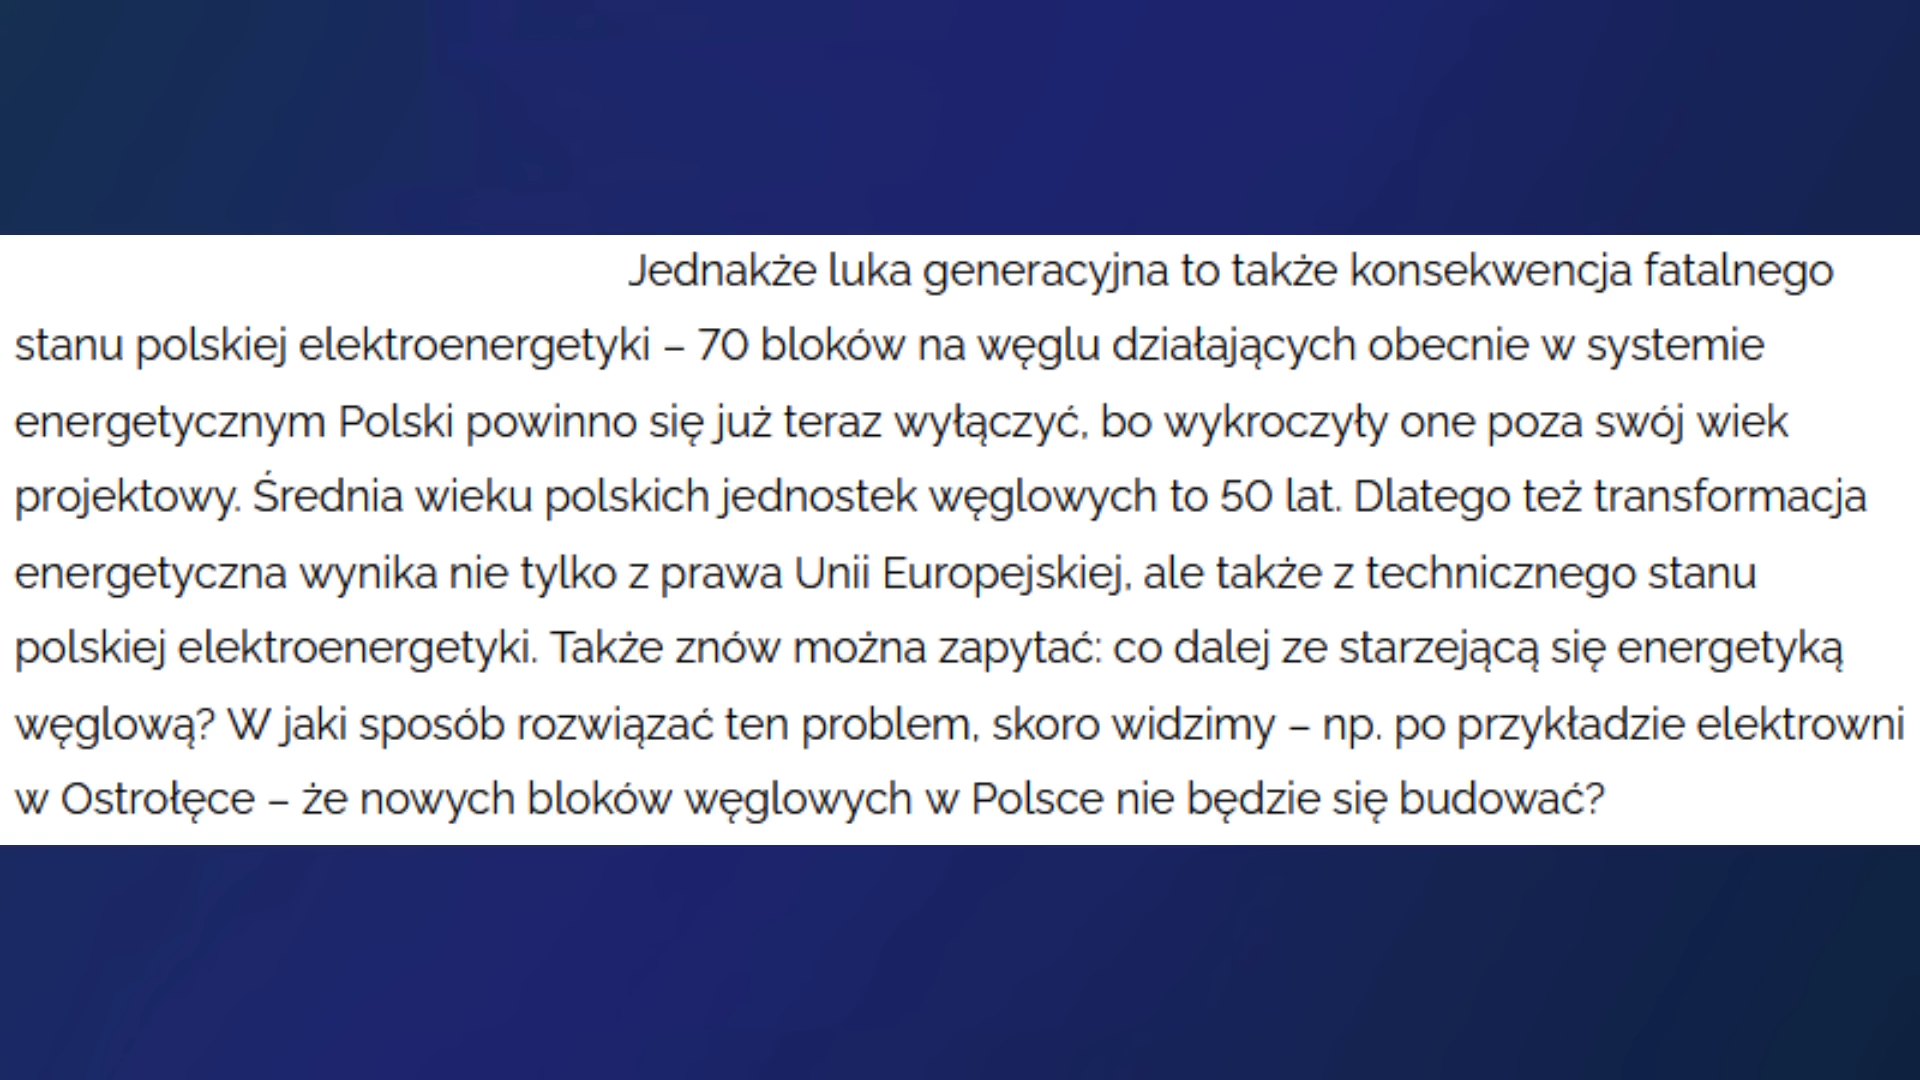 Jednakże luka generacyjna to także konsekwencja fatalnego
stanu polskiej elektroenergetyki – 70 bloków na węglu działających obecnie w systemie
energetycznym Polski powinno się już teraz wyłączyć, bo wykroczyły one poza swój wiek
projektowy. Średnia wieku polskich jednostek węglowych to 50 lat. Dlatego też transformacja
energetyczna wynika nie tylko z prawa Unii Europejskiej, ale także z technicznego stanu
polskiej elektroenergetyki. Także znów można zapytać: co dalej ze starzejącą się energetyką
węglową? W jaki sposób rozwiązać ten problem, skoro widzimy – np. po przykładzie elektrowni
w Ostrołęce – że nowych bloków węglowych w Polsce nie będzie się budować?